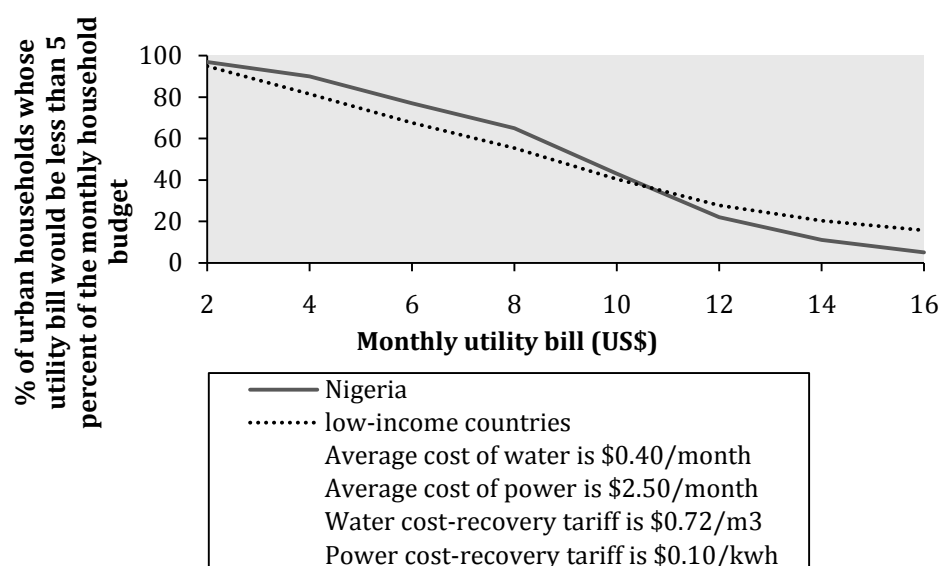 % of urban households whose
utility bill would be less than 5
percent of the monthly household
budget
100
80
60
40
20
0
2 4 6 8 10 12 14 16
Monthly utility bill (US$)
Nigeria
low-income countries
Average cost of water is $0.40/month
Average cost of power is $2.50/month
Water cost-recovery tariff is $0.72/m3
Power cost-recovery tariff is $0.10/kwh